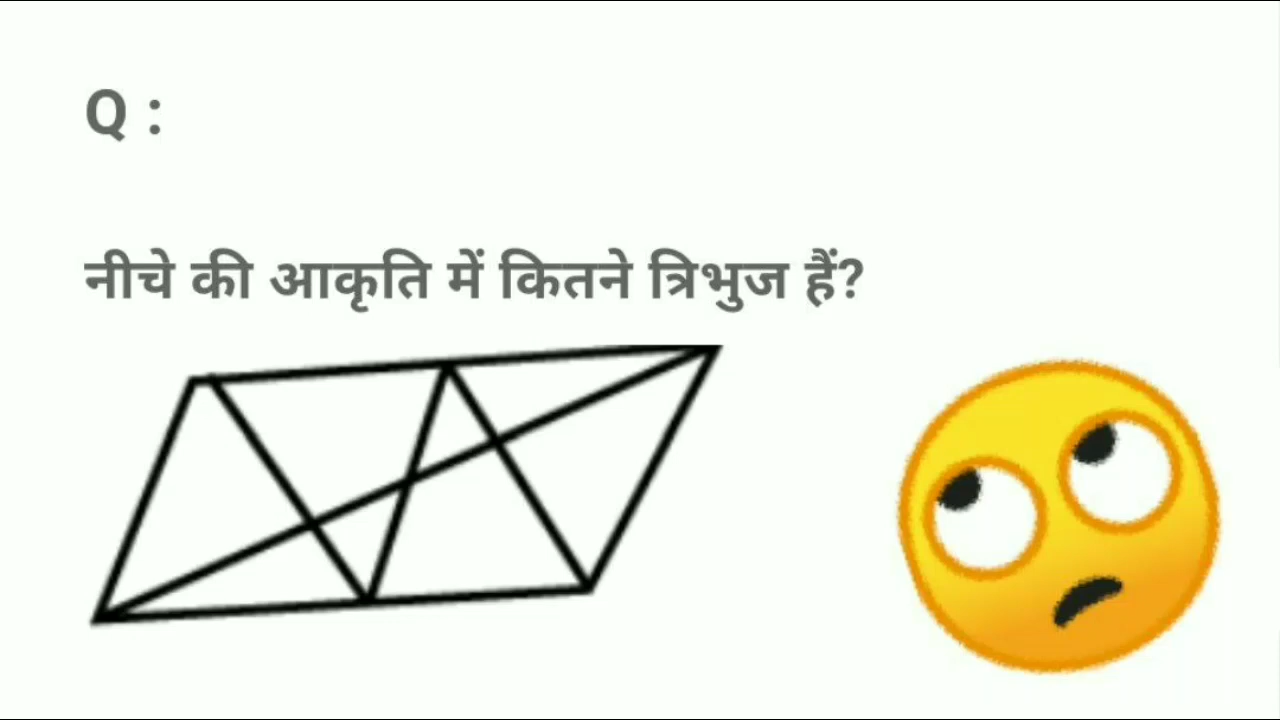 Q :
नीचे की आकृति में कितने त्रिभुज हैं?